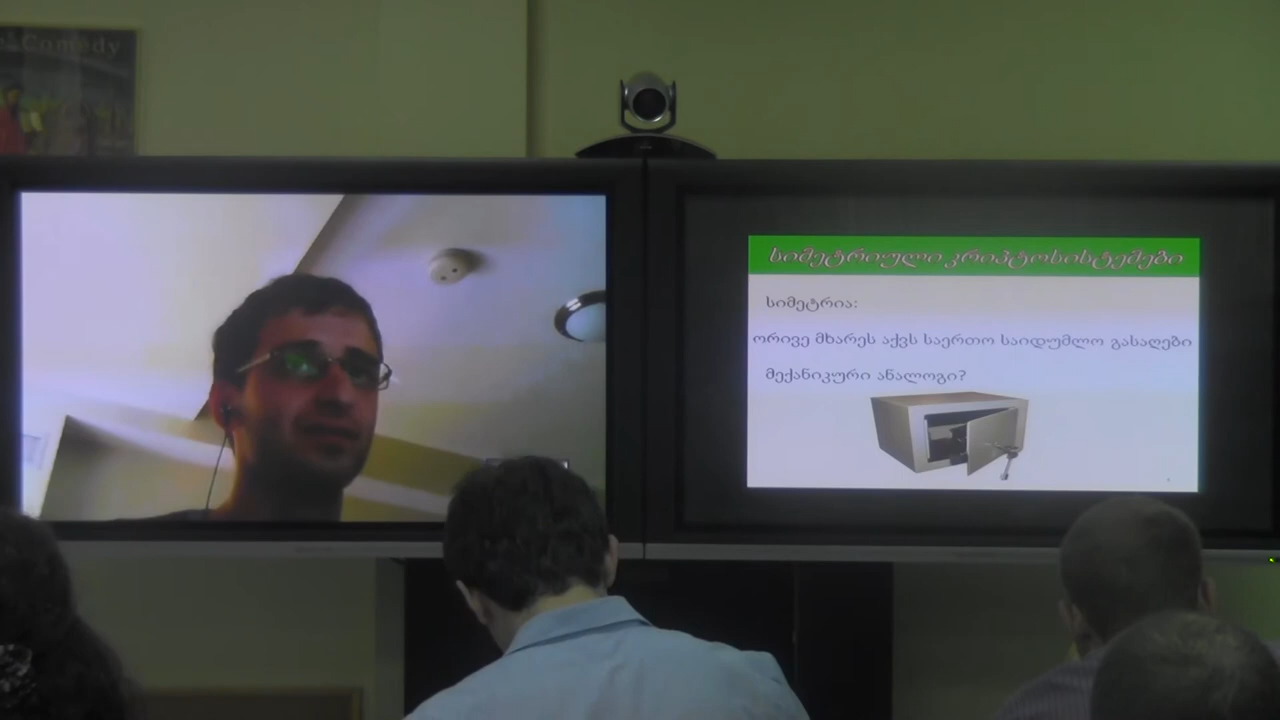 Comedy
სიმეტრიული კრიპტოსისტემები
სიმეტრია:
ორივე მხარეს აქვს საერთო საიდუმლო გასაღები
მექანიკური ანალოგი?